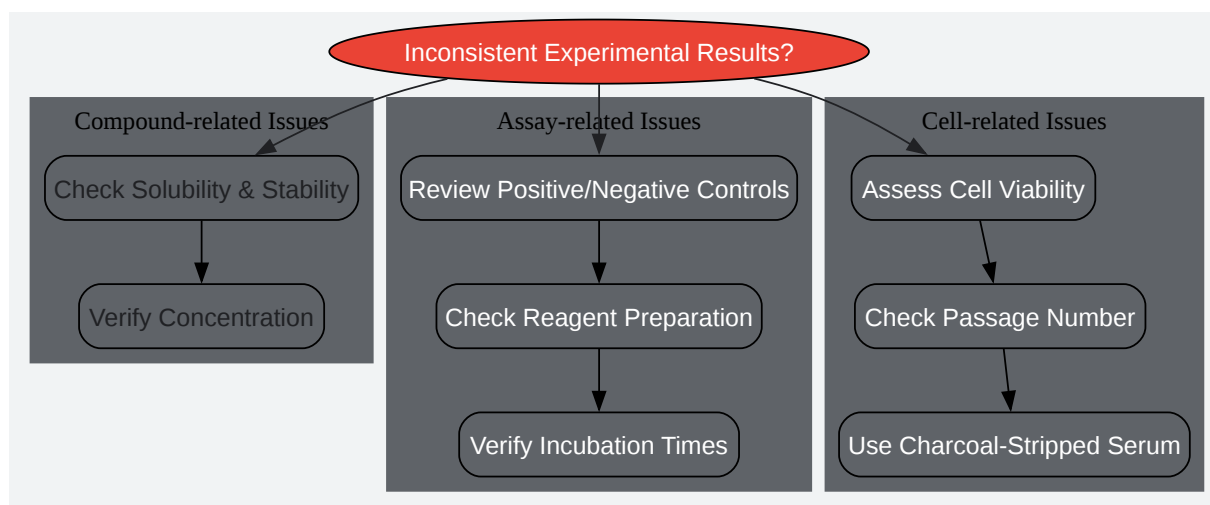 Inconsistent Experimental Results?
Compound-related Issues
Check Solubility & Stability
Verify Concentration
Assay-related Issues
Review Positive/Negative Controls
Check Reagent Preparation
Verify Incubation Times
Cell-related Issues
Assess Cell Viability
Check Passage Number
Use Charcoal-Stripped Serum